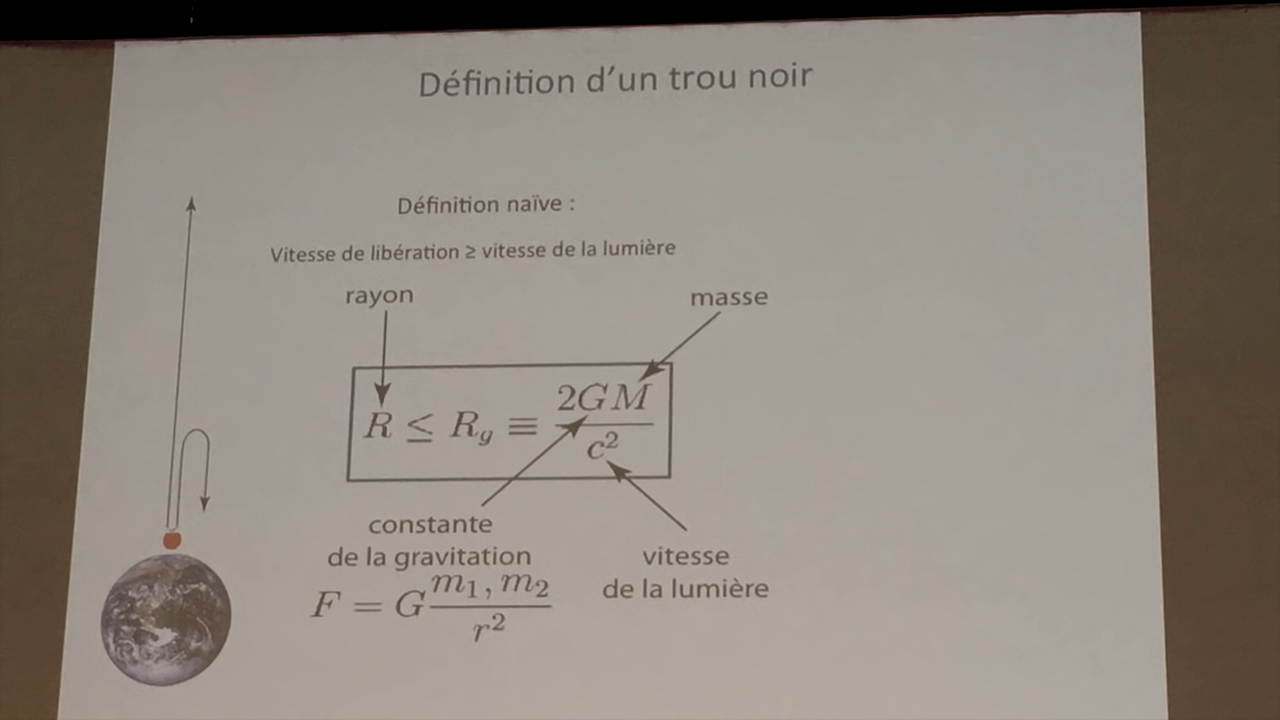 Définition d’un trou noir
Définition naïve :
Vitesse de libération ≥ vitesse de la lumière
rayon
masse
R ≤ R_g ≡ 2GM / c²
constante
de la gravitation
vitesse
de la lumière
F = G m₁, m₂ / r²